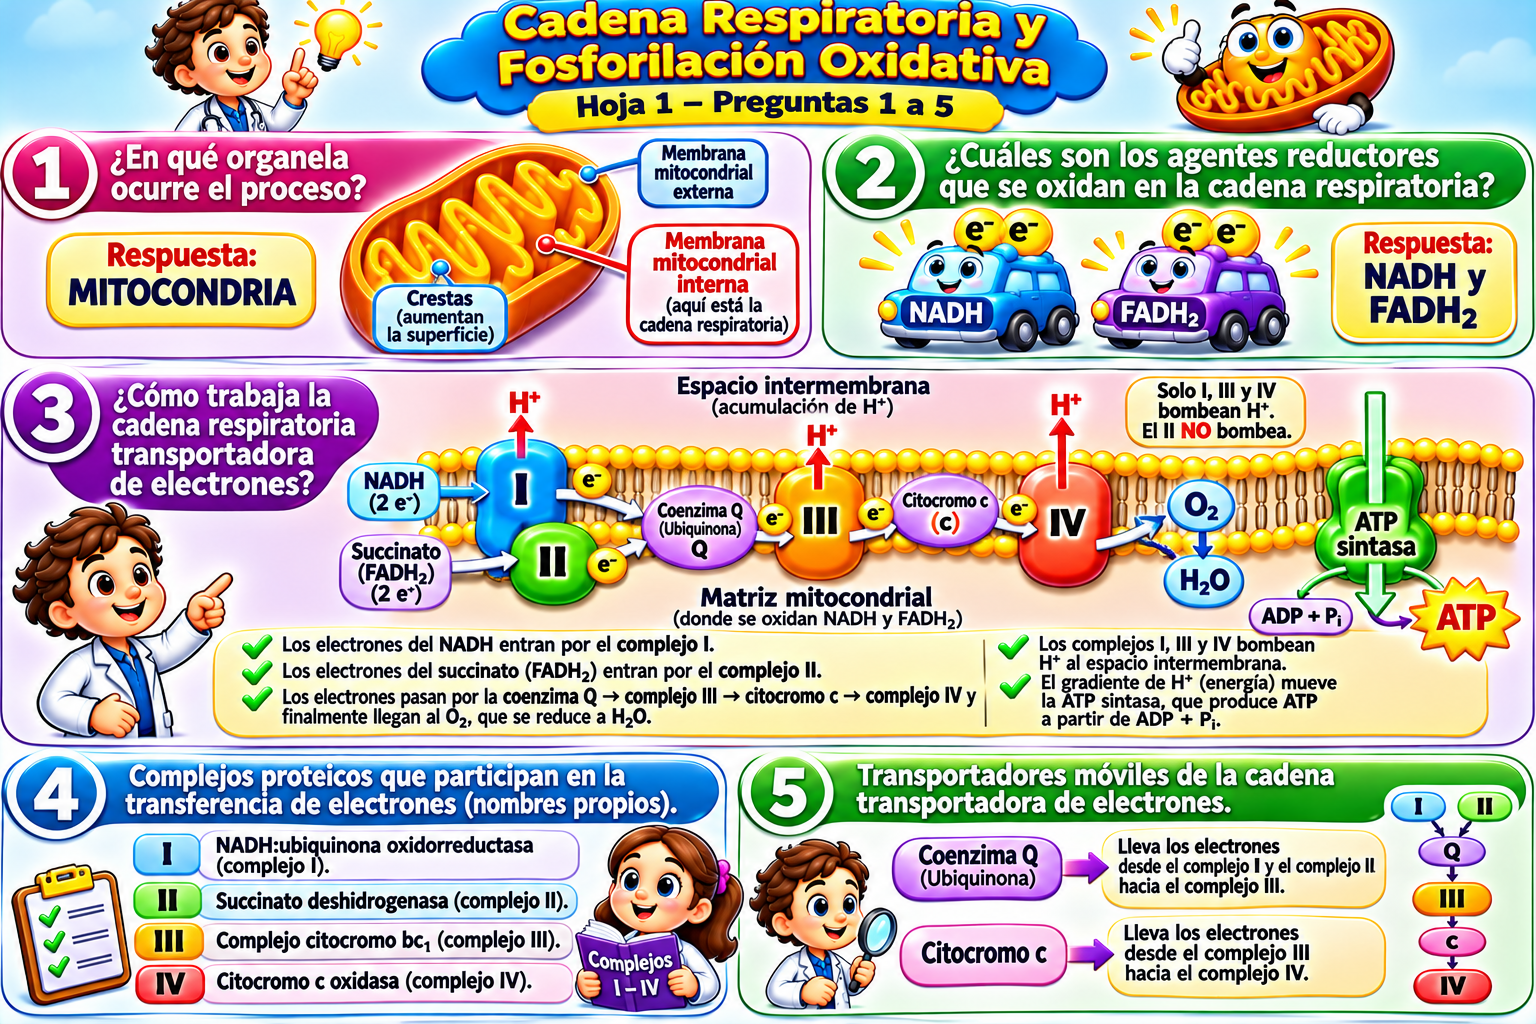 Cadena Respiratoria y
Fosforilación Oxidativa
Hoja 1 – Preguntas 1 a 5
1
¿En qué organela
ocurre el proceso?
Respuesta:
MITOCONDRIA
Membrana
mitocondrial
externa
Membrana
mitocondrial
interna
(aquí está la
cadena respiratoria)
Crestas
(aumentan
la superficie)
2
¿Cuáles son los agentes reductores
que se oxidan en la cadena respiratoria?
e⁻ e⁻
e⁻ e⁻
NADH
FADH₂
Respuesta:
NADH y
FADH₂
3
¿Cómo trabaja la
cadena respiratoria
transportadora
de electrones?
Espacio intermembrana
(acumulación de H⁺)
Solo I, III y IV
bombean H⁺.
El II NO bombea.
H⁺
H⁺
H⁺
NADH
(2 e⁻)
Succinato
(FADH₂)
(2 e⁻)
I
II
e⁻
e⁻
Coenzima Q
(Ubiquinona)
Q
e⁻
III
e⁻
Citocromo c
(c)
e⁻
IV
O₂
H₂O
ATP
sintasa
ADP + Pᵢ
ATP
Matriz mitocondrial
(donde se oxidan NADH y FADH₂)
Los electrones del NADH entran por el complejo I.
Los electrones del succinato (FADH₂) entran por el complejo II.
Los electrones pasan por la coenzima Q → complejo III → citocromo c → complejo IV y
finalmente llegan al O₂, que se reduce a H₂O.
Los complejos I, III y IV bombean
H⁺ al espacio intermembrana.
El gradiente de H⁺ (energía) mueve
la ATP sintasa, que produce ATP
a partir de ADP + Pᵢ.
4
Complejos proteicos que participan en la
transferencia de electrones (nombres propios).
I
NADH:ubiquinona oxidorreductasa
(complejo I).
II
Succinato deshidrogenasa (complejo II).
III
Complejo citocromo bc₁ (complejo III).
IV
Citocromo c oxidasa (complejo IV).
Complejos
I – IV
5
Transportadores móviles de la cadena
transportadora de electrones.
Coenzima Q
(Ubiquinona)
Lleva los electrones
desde el complejo I y el complejo II
hacia el complejo III.
Citocromo c
Lleva los electrones
desde el complejo III
hacia el complejo IV.
I
II
Q
III
c
IV